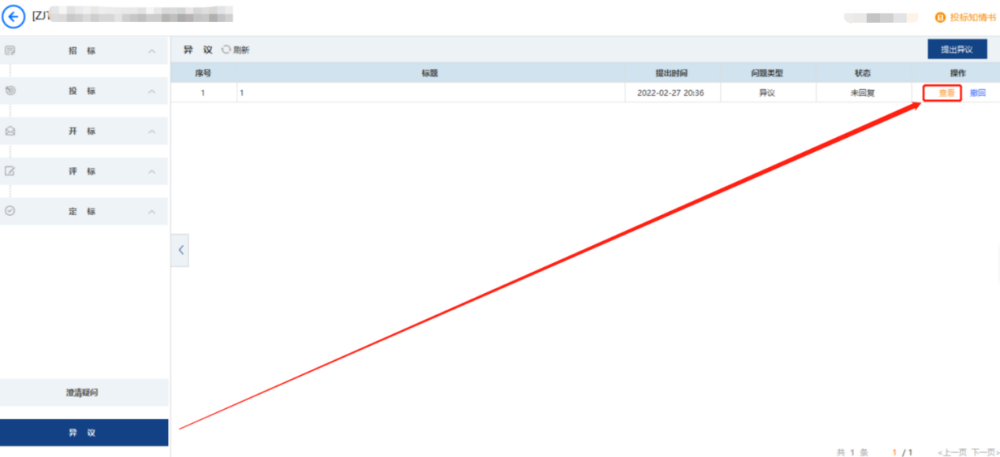 [ZJT
投标知情书
招 标
异 议 刷新
提出异议
序号 标题 提出时间 问题类型 状态 操作
1 1 2022-02-27 20:36 异议 未回复 查看 撤回
投 标
开 标
评 标
定 标
澄清疑问
异 议
共 1 条 1 / 1 <上一页 下一页>